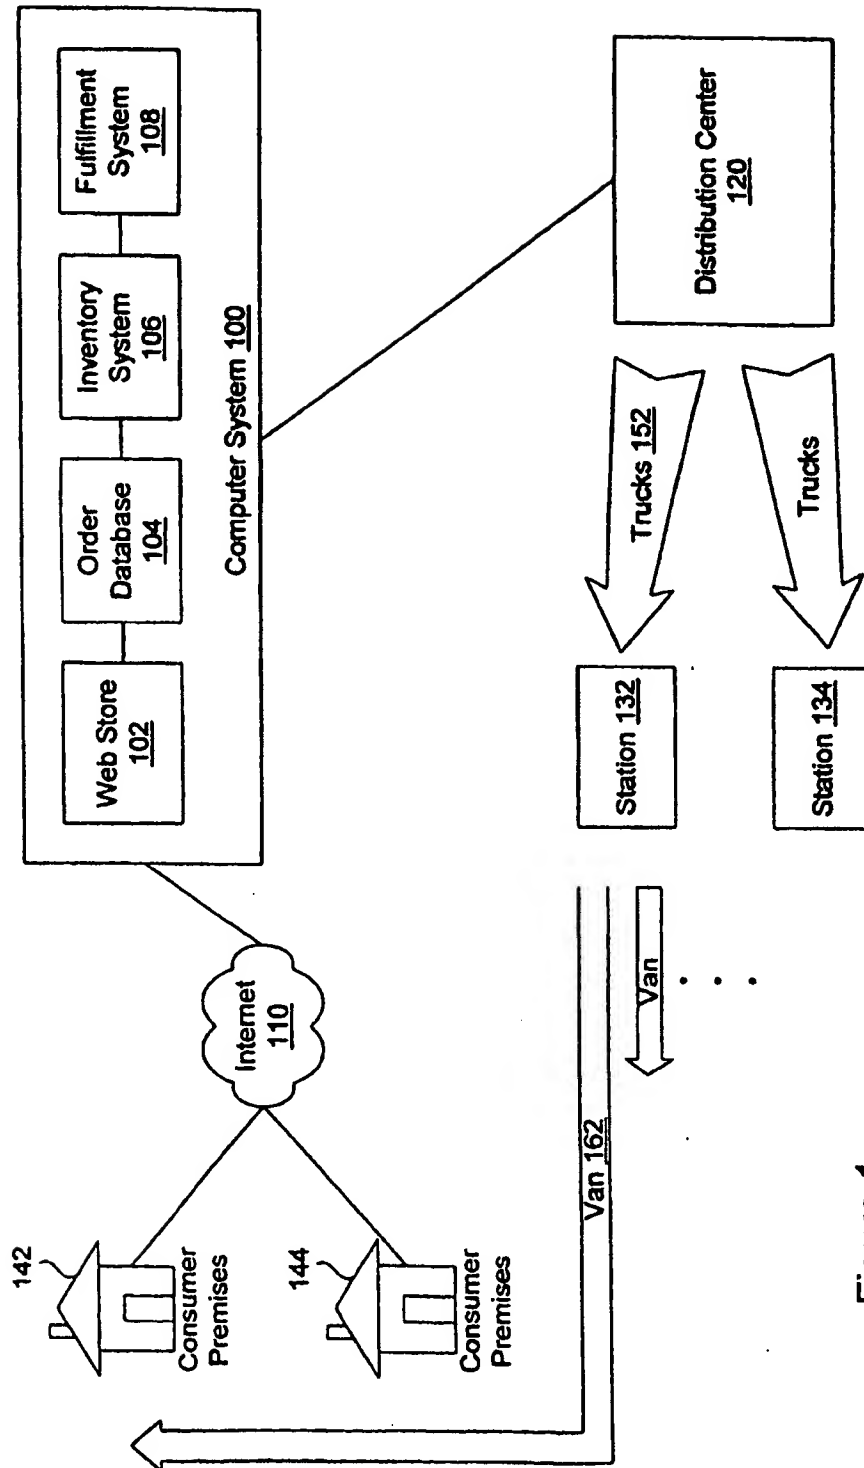 142
Consumer
Premises
144
Consumer
Premises
Internet
110
Web Store
102
Order
Database
104
Inventory
System
106
Fulfillment
System
108
Computer System 100
Van 162
Van
Station 132
Station 134
Trucks 152
Trucks
Distribution Center
120